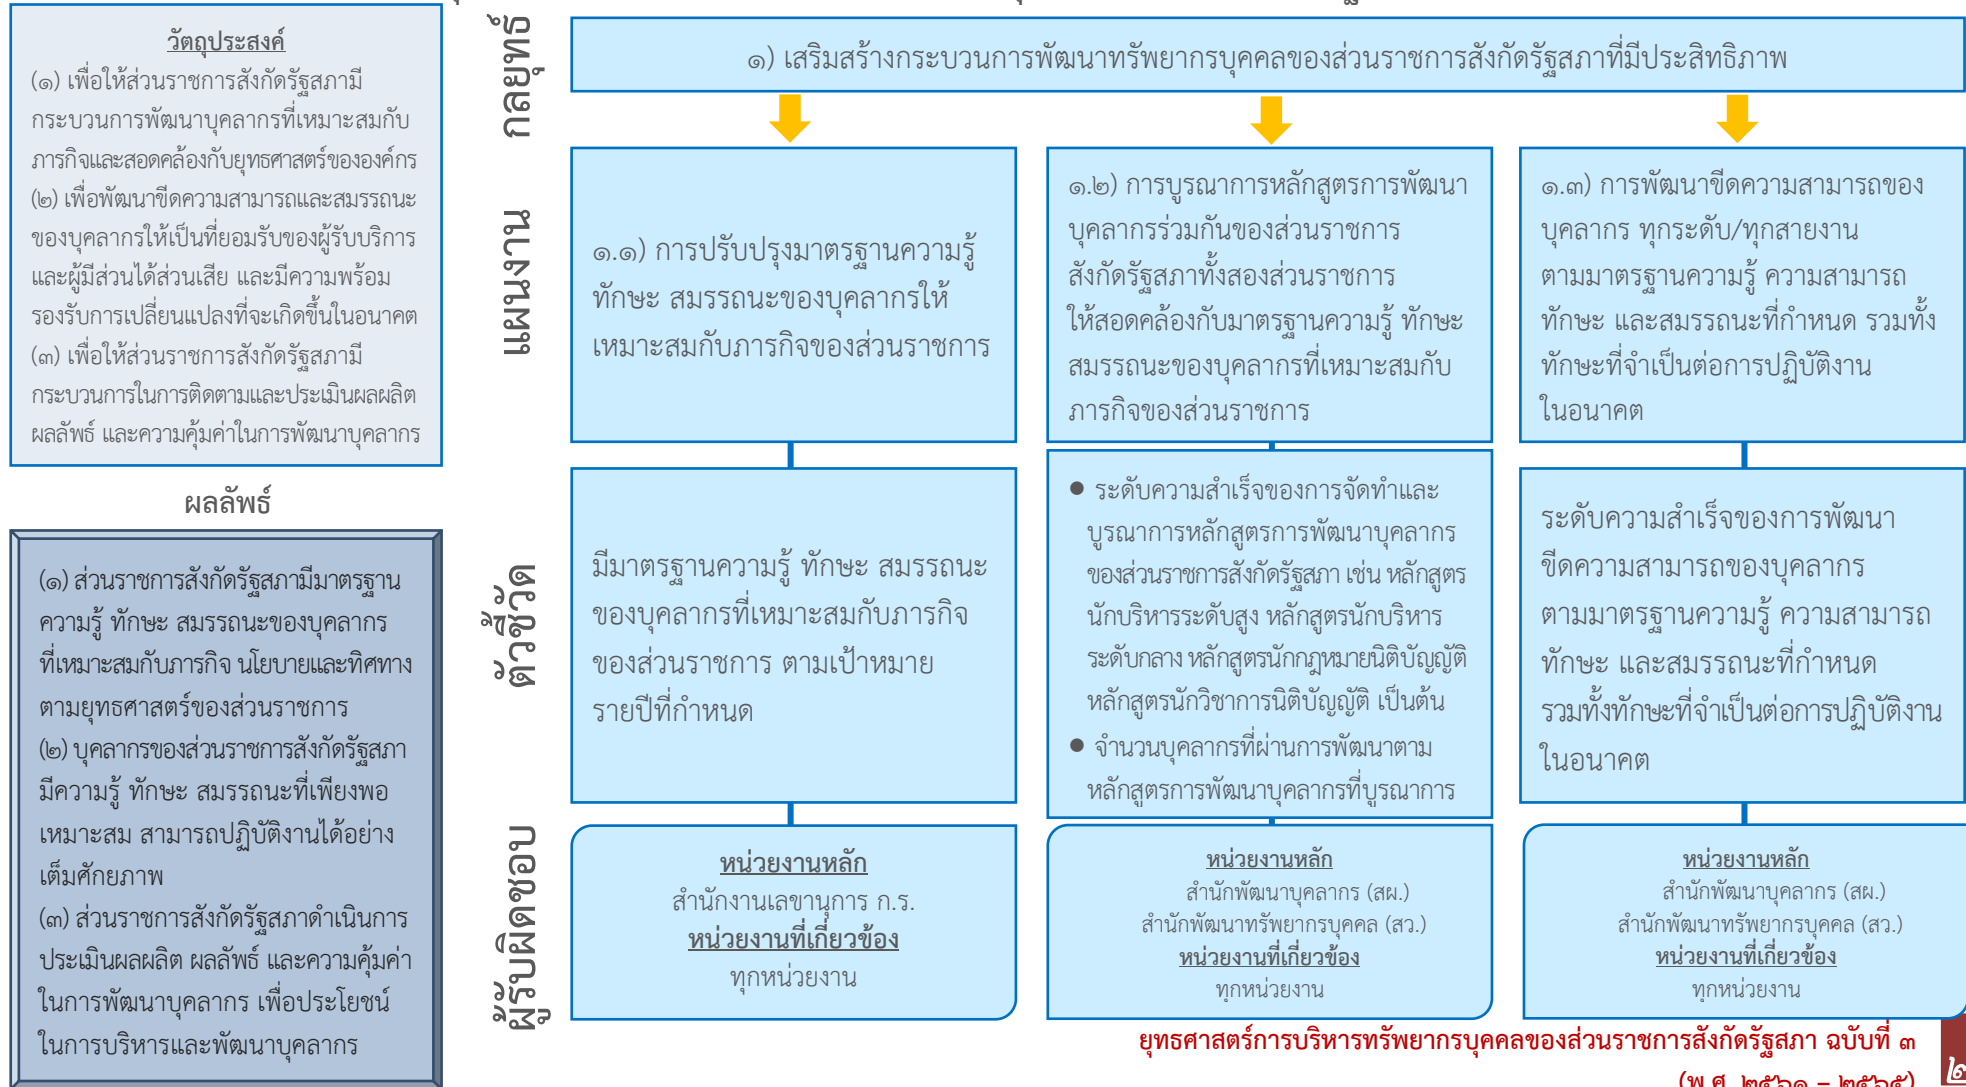 วัตถุประสงค์
(๑) เพื่อให้ส่วนราชการสังกัดรัฐสภามี
กระบวนการพัฒนาบุคลากรที่เหมาะสมกับ
ภารกิจและสอดคล้องกับยุทธศาสตร์ขององค์กร
(๒) เพื่อพัฒนาขีดความสามารถและสมรรถนะ
ของบุคลากรให้เป็นที่ยอมรับของผู้รับบริการ
และผู้มีส่วนได้ส่วนเสีย และมีความพร้อม
รองรับการเปลี่ยนแปลงที่จะเกิดขึ้นในอนาคต
(๓) เพื่อให้ส่วนราชการสังกัดรัฐสภามี
กระบวนการในการติดตามและประเมินผลผลิต
ผลลัพธ์ และความคุ้มค่าในการพัฒนาบุคลากร
ผลลัพธ์
(๑) ส่วนราชการสังกัดรัฐสภามีมาตรฐาน
ความรู้ ทักษะ สมรรถนะของบุคลากร
ที่เหมาะสมกับภารกิจ นโยบายและทิศทาง
ตามยุทธศาสตร์ของส่วนราชการ
(๒) บุคลากรของส่วนราชการสังกัดรัฐสภา
มีความรู้ ทักษะ สมรรถนะที่เพียงพอ
เหมาะสม สามารถปฏิบัติงานได้อย่าง
เต็มศักยภาพ
(๓) ส่วนราชการสังกัดรัฐสภาดำเนินการ
ประเมินผลผลิต ผลลัพธ์ และความคุ้มค่า
ในการพัฒนาบุคลากร เพื่อประโยชน์
ในการบริหารและพัฒนาบุคลากร
กลยุทธ์
๑) เสริมสร้างกระบวนการพัฒนาทรัพยากรบุคคลของส่วนราชการสังกัดรัฐสภาที่มีประสิทธิภาพ
แผนงาน
๑.๑) การปรับปรุงมาตรฐานความรู้
ทักษะ สมรรถนะของบุคลากรให้
เหมาะสมกับภารกิจของส่วนราชการ
๑.๒) การบูรณาการหลักสูตรการพัฒนา
บุคลากรร่วมกันของส่วนราชการ
สังกัดรัฐสภาทั้งสองส่วนราชการ
ให้สอดคล้องกับมาตรฐานความรู้ ทักษะ
สมรรถนะของบุคลากรที่เหมาะสมกับ
ภารกิจของส่วนราชการ
๑.๓) การพัฒนาขีดความสามารถของ
บุคลากร ทุกระดับ/ทุกสายงาน
ตามมาตรฐานความรู้ ความสามารถ
ทักษะ และสมรรถนะที่กำหนด รวมทั้ง
ทักษะที่จำเป็นต่อการปฏิบัติงาน
ในอนาคต
ตัวชี้วัด
มีมาตรฐานความรู้ ทักษะ สมรรถนะ
ของบุคลากรที่เหมาะสมกับภารกิจ
ของส่วนราชการ ตามเป้าหมาย
รายปีที่กำหนด
● ระดับความสำเร็จของการจัดทำและ
บูรณาการหลักสูตรการพัฒนาบุคลากร
ของส่วนราชการสังกัดรัฐสภา เช่น หลักสูตร
นักบริหารระดับสูง หลักสูตรนักบริหาร
ระดับกลาง หลักสูตรนักกฎหมายนิติบัญญัติ
หลักสูตรนักวิชาการนิติบัญญัติ เป็นต้น
● จำนวนบุคลากรที่ผ่านการพัฒนาตาม
หลักสูตรการพัฒนาบุคลากรที่บูรณาการ
ระดับความสำเร็จของการพัฒนา
ขีดความสามารถของบุคลากร
ตามมาตรฐานความรู้ ความสามารถ
ทักษะ และสมรรถนะที่กำหนด
รวมทั้งทักษะที่จำเป็นต่อการปฏิบัติงาน
ในอนาคต
ผู้รับผิดชอบ
หน่วยงานหลัก
สำนักงานเลขานุการ ก.ร.
หน่วยงานที่เกี่ยวข้อง
ทุกหน่วยงาน
หน่วยงานหลัก
สำนักพัฒนาบุคลากร (สผ.)
สำนักพัฒนาทรัพยากรบุคคล (สว.)
หน่วยงานที่เกี่ยวข้อง
ทุกหน่วยงาน
หน่วยงานหลัก
สำนักพัฒนาบุคลากร (สผ.)
สำนักพัฒนาทรัพยากรบุคคล (สว.)
หน่วยงานที่เกี่ยวข้อง
ทุกหน่วยงาน
ยุทธศาสตร์การบริหารทรัพยากรบุคคลของส่วนราชการสังกัดรัฐสภา ฉบับที่ ๓
(พ.ศ. ๒๕๖๑ – ๒๕๖๕)